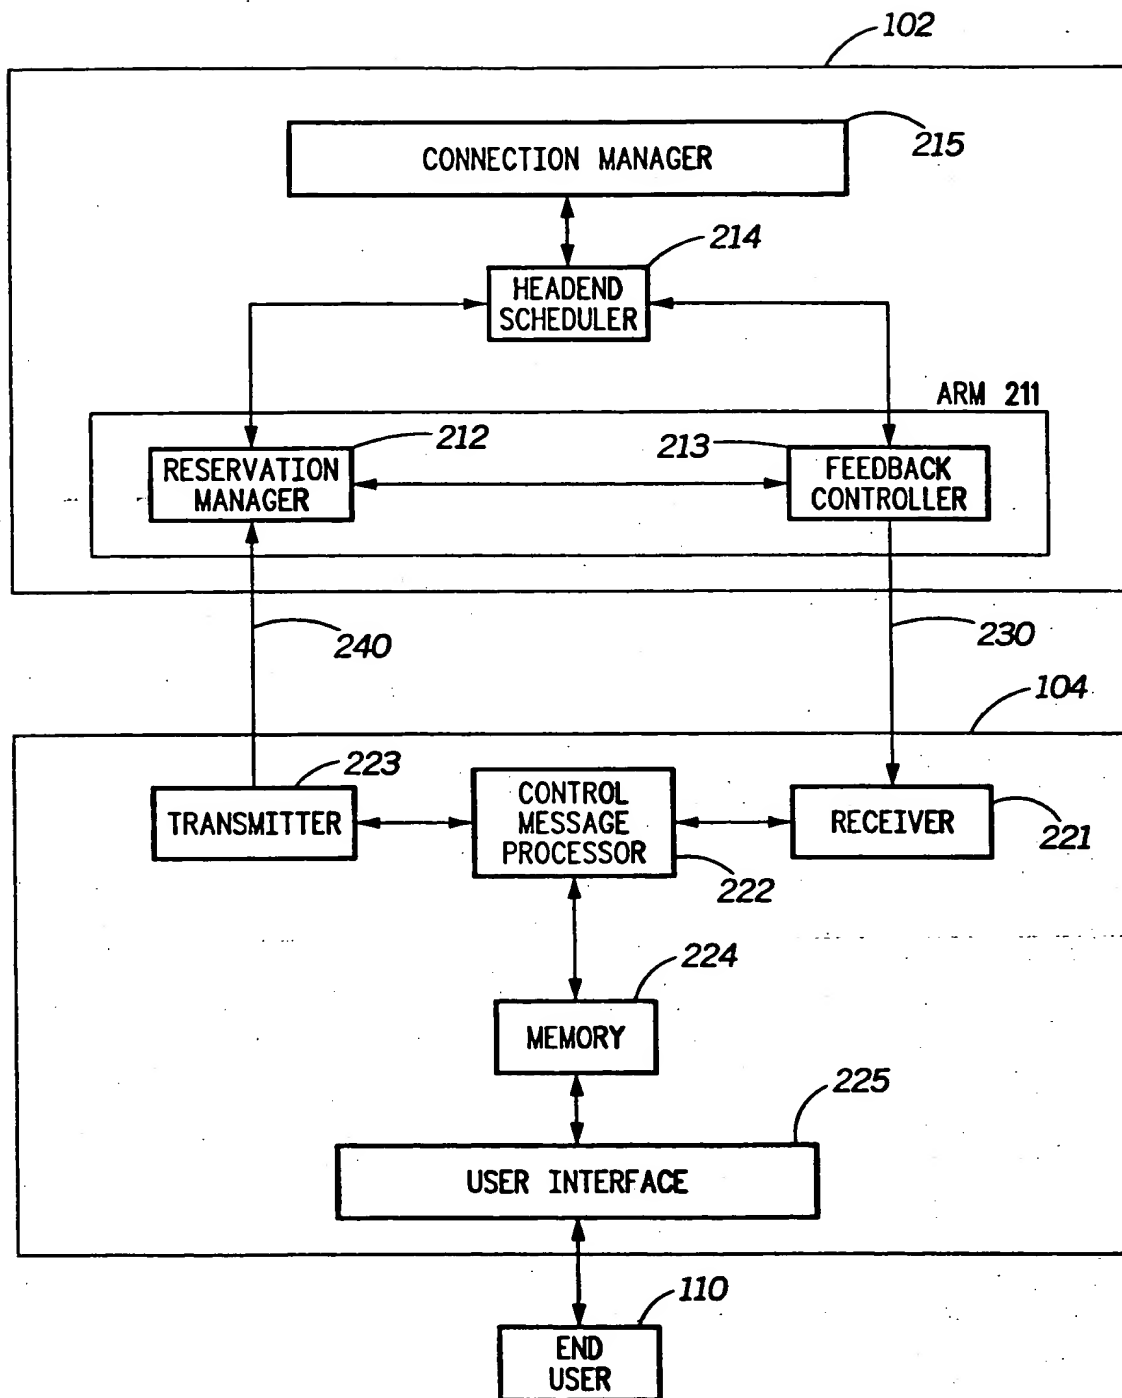 102
CONNECTION MANAGER
215
214
HEADEND
SCHEDULER
ARM 211
212
213
RESERVATION
MANAGER
FEEDBACK
CONTROLLER
240
230
104
223
TRANSMITTER
CONTROL
MESSAGE
PROCESSOR
RECEIVER
221
222
224
MEMORY
225
USER INTERFACE
110
END
USER